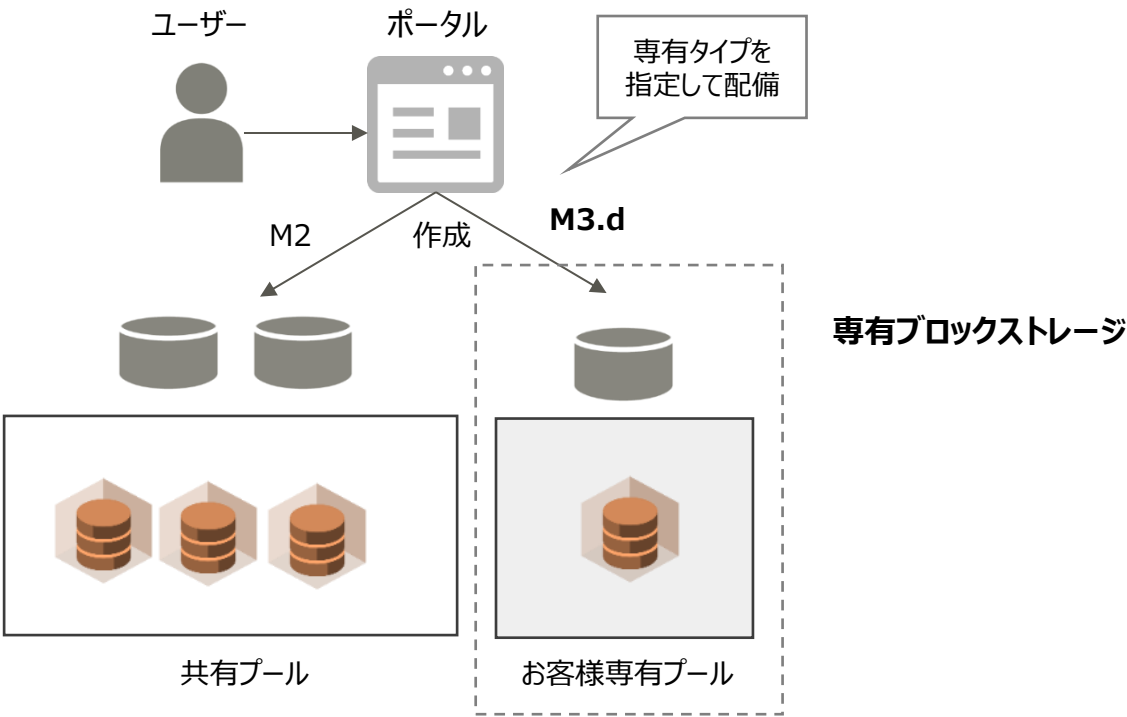 ユーザー
ポータル
専有タイプを
指定して配備
M2
作成
M3.d
専有ブロックストレージ
共有プール
お客様専有プール